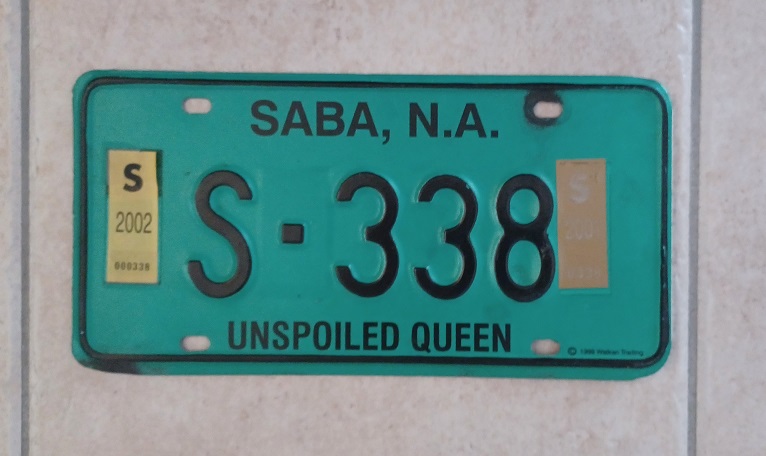 SABA, N.A.
S
2002
000338
S-338
S
UNSPOILED QUEEN